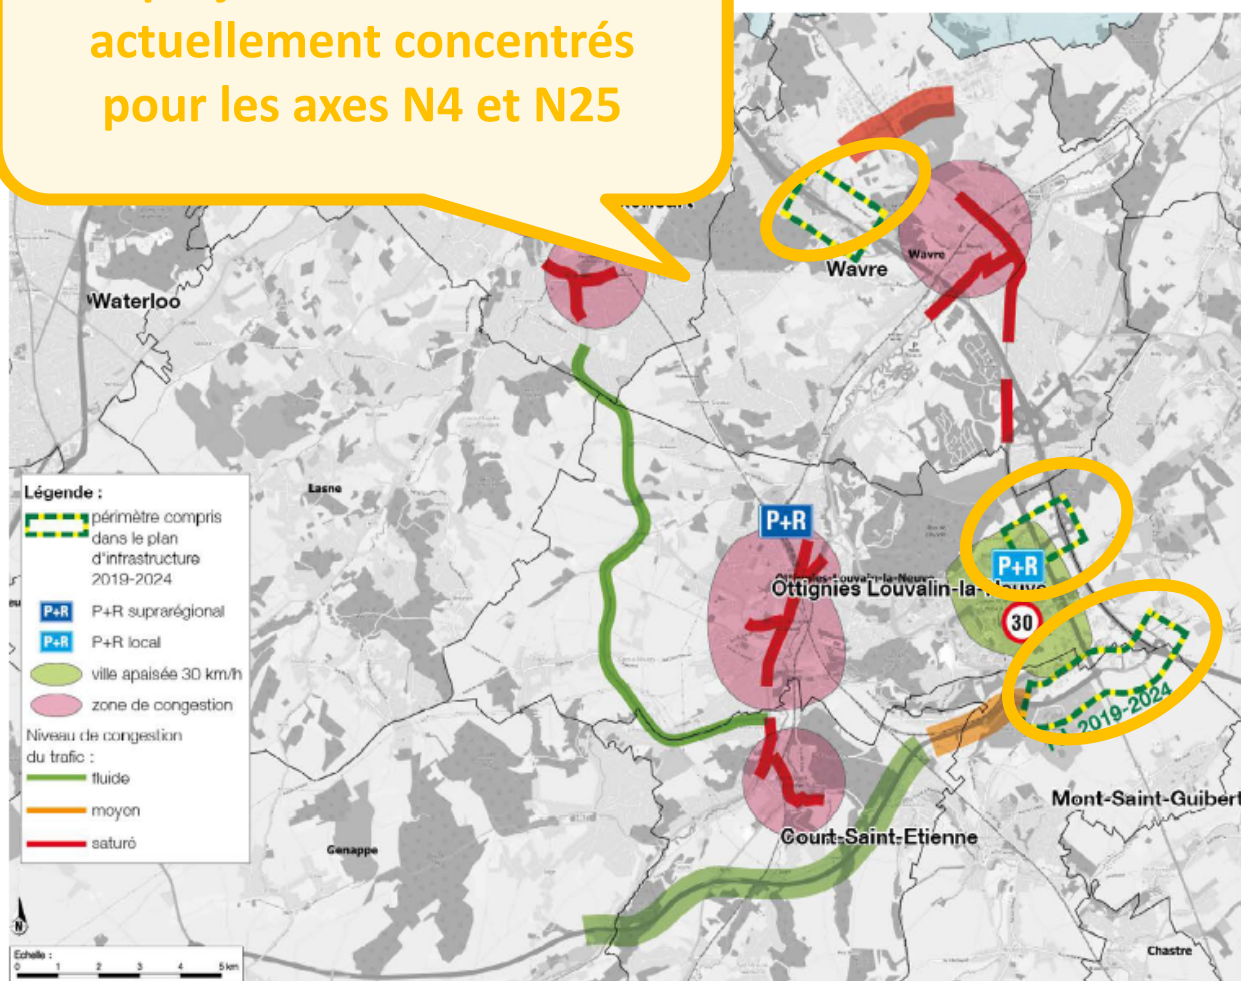 actuellement concentrés
pour les axes N4 et N25
Waterloo
Wavre
Wavre
Lasne
Légende :
périmètre compris
dans le plan
d'infrastructure
2019-2024
P+R P+R suprarégional
P+R P+R local
ville apaisée 30 km/h
zone de congestion
Niveau de congestion
du trafic :
fluide
moyen
saturé
P+R
P+R
Ottignies Louvalin-la-Neuve
30
2019-2024
Mont-Saint-Guibert
Court-Saint-Etienne
Genappe
Chastre
N
Echelle :
0 1 2 3 4 5 km